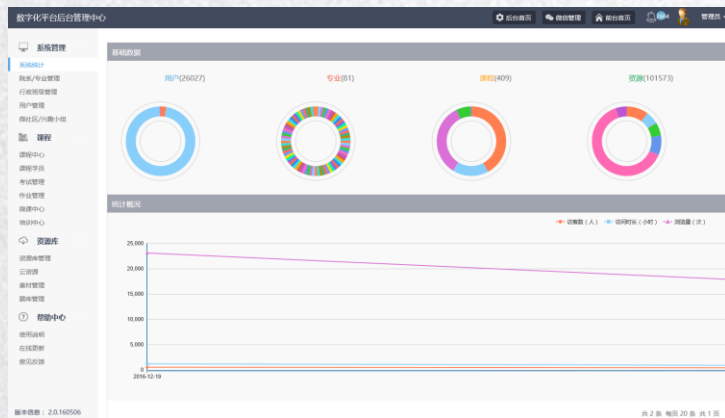 数字化平台后台管理中心
后台首页 微信管理 前台首页 管理员
系统管理
系统统计
院系/专业管理
行政班级管理
用户管理
微社区/兴趣小组
课程
课程中心
课程学员
考试管理
作业管理
微课中心
培训中心
资源库
资源库管理
云资源
素材管理
题库管理
帮助中心
使用说明
在线更新
意见反馈
版本信息： 2.0.160506
基础数据
用户(26027) 专业(81) 课程(409) 资源(101573)
统计概况
访客数（人） 访问时长（小时） 浏览量（次）
25,000
20,000
15,000
10,000
5,000
0
2016-12-19
共 2 条 每页 20 条 共 1 页